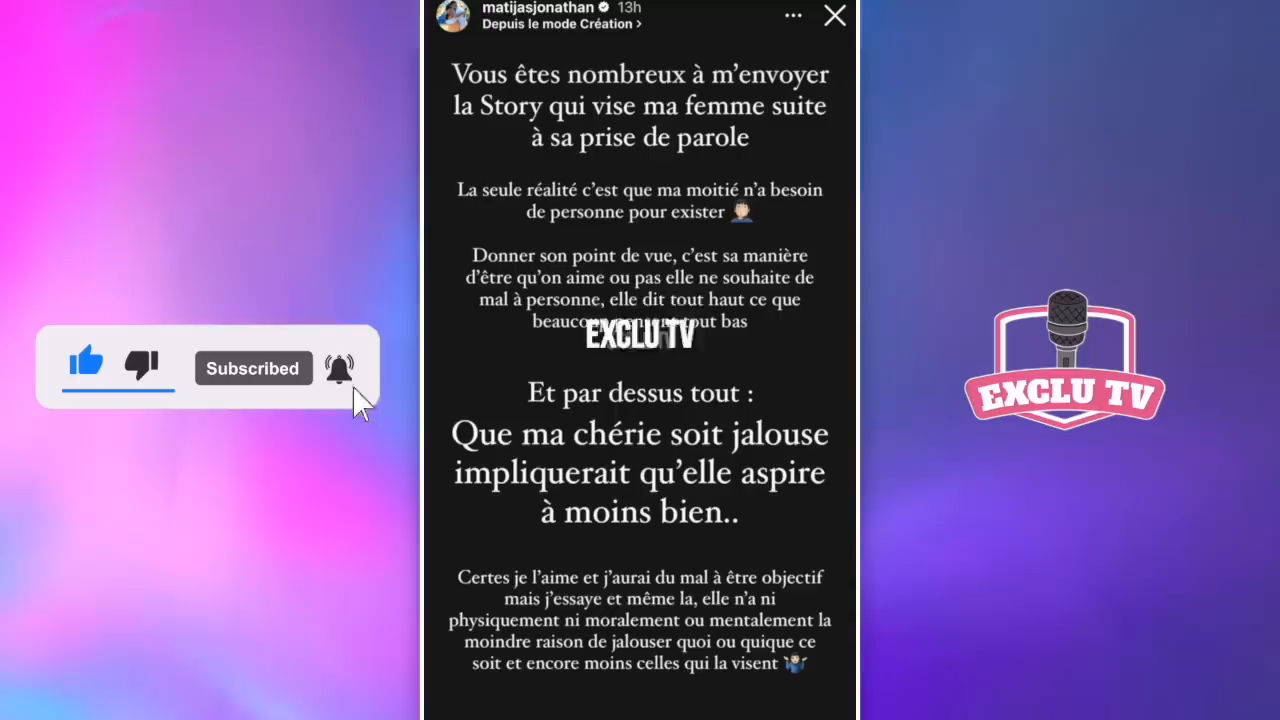 matijasjonathan 13h
Depuis le mode Création >
Vous êtes nombreux à m'envoyer
la Story qui vise ma femme suite
à sa prise de parole
La seule réalité c'est que ma moitié n'a besoin
de personne pour exister
Donner son point de vue, c'est sa manière
d'être qu'on aime ou pas elle ne souhaite de
mal à personne, elle dit tout haut ce que
tout bas
EXCLU TV
Et par dessus tout :
Que ma chérie soit jalouse
impliquerait qu'elle aspire
à moins bien..
Certes je l'aime et j'aurai du mal à être objectif
mais j'essaye et même la, elle n'a ni
physiquement ni moralement ou mentalement la
moindre raison de jalouser quoi ou quique ce
soit et encore moins celles qui la visent
Subscribed
EXCLU TV